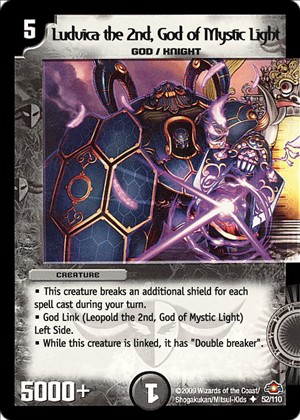 5
Ludvica the 2nd, God of Mystic Light
GOD / KNIGHT
CREATURE
▪ This creature breaks an additional shield for each
spell cast during your turn.
▪ God Link (Leopold the 2nd, God of Mystic Light)
Left Side.
▪ While this creature is linked, it has "Double breaker".
5000+
1
©2009 Wizards of the Coast/
Shogakukan/Mitsui-Kids
52/110